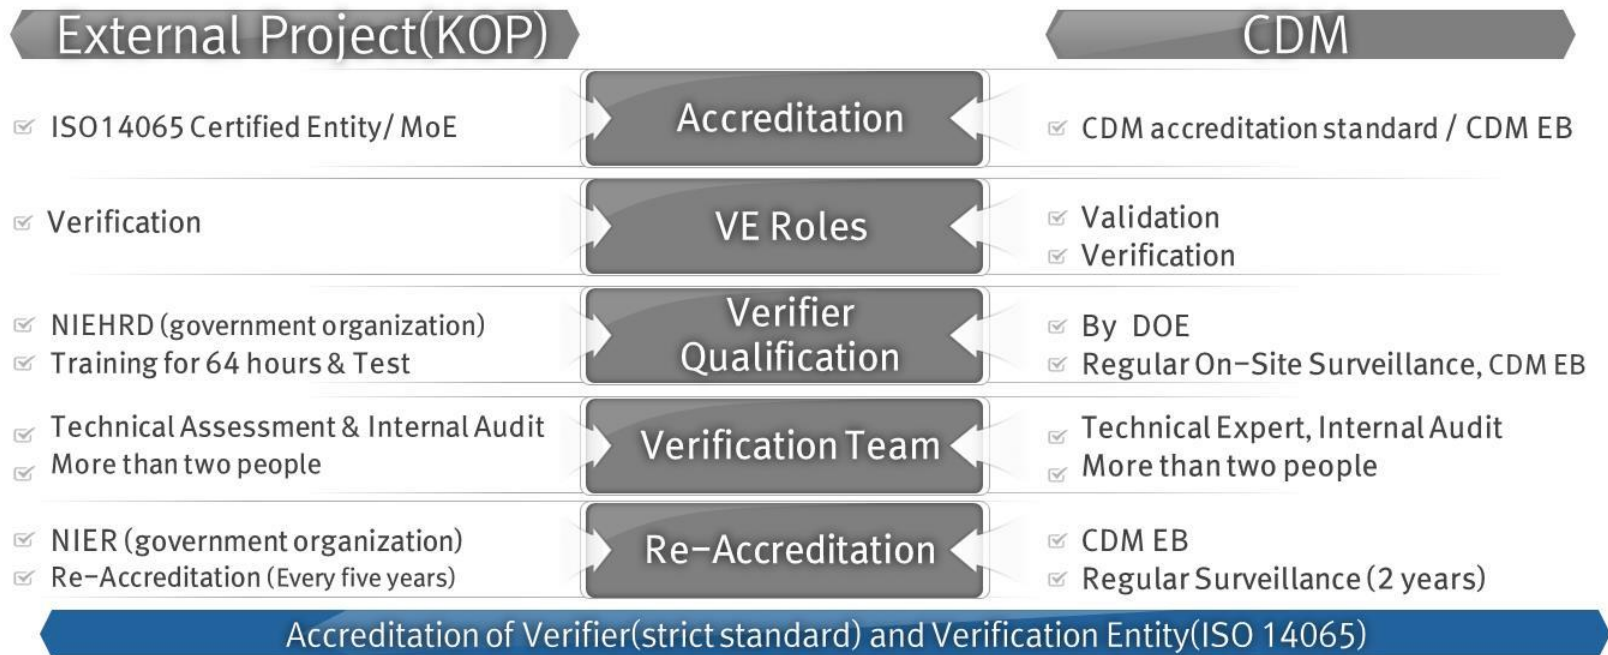 External Project(KOP)
CDM
Accreditation
ISO14065 Certified Entity/ MoE
CDM accreditation standard / CDM EB
VE Roles
Verification
Validation
Verification
Verifier
Qualification
NIEHRD (government organization)
Training for 64 hours & Test
By DOE
Regular On-Site Surveillance, CDM EB
Verification Team
Technical Assessment & Internal Audit
More than two people
Technical Expert, Internal Audit
More than two people
Re-Accreditation
NIER (government organization)
Re-Accreditation (Every five years)
CDM EB
Regular Surveillance (2 years)
Accreditation of Verifier(strict standard) and Verification Entity(ISO 14065)